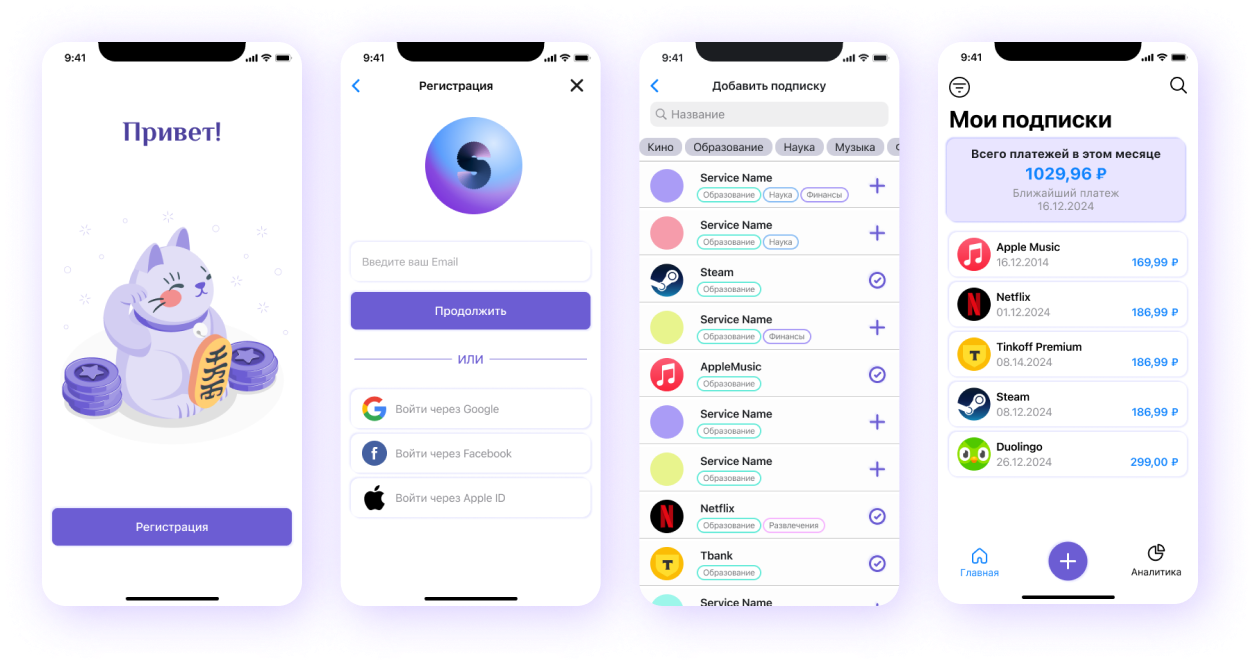 9:41
Привет!
Регистрация
9:41
Регистрация
Введите ваш Email
Продолжить
ИЛИ
Войти через Google
Войти через Facebook
Войти через Apple ID
9:41
Добавить подписку
Название
Кино Образование Наука Музыка
Service Name
Образование Наука Финансы
Service Name
Образование Наука
Steam
Образование
Service Name
Образование Финансы
AppleMusic
Образование
Service Name
Образование
Service Name
Образование
Netflix
Образование Развлечения
Tbank
Образование
Service Name
9:41
Мои подписки
Всего платежей в этом месяце
1029,96 ₽
Ближайший платеж
16.12.2024
Apple Music
16.12.2014 169,99 ₽
Netflix
01.12.2024 186,99 ₽
Tinkoff Premium
08.14.2024 186,99 ₽
Steam
08.12.2024 186,99 ₽
Duolingo
26.12.2024 299,00 ₽
Главная Аналитика